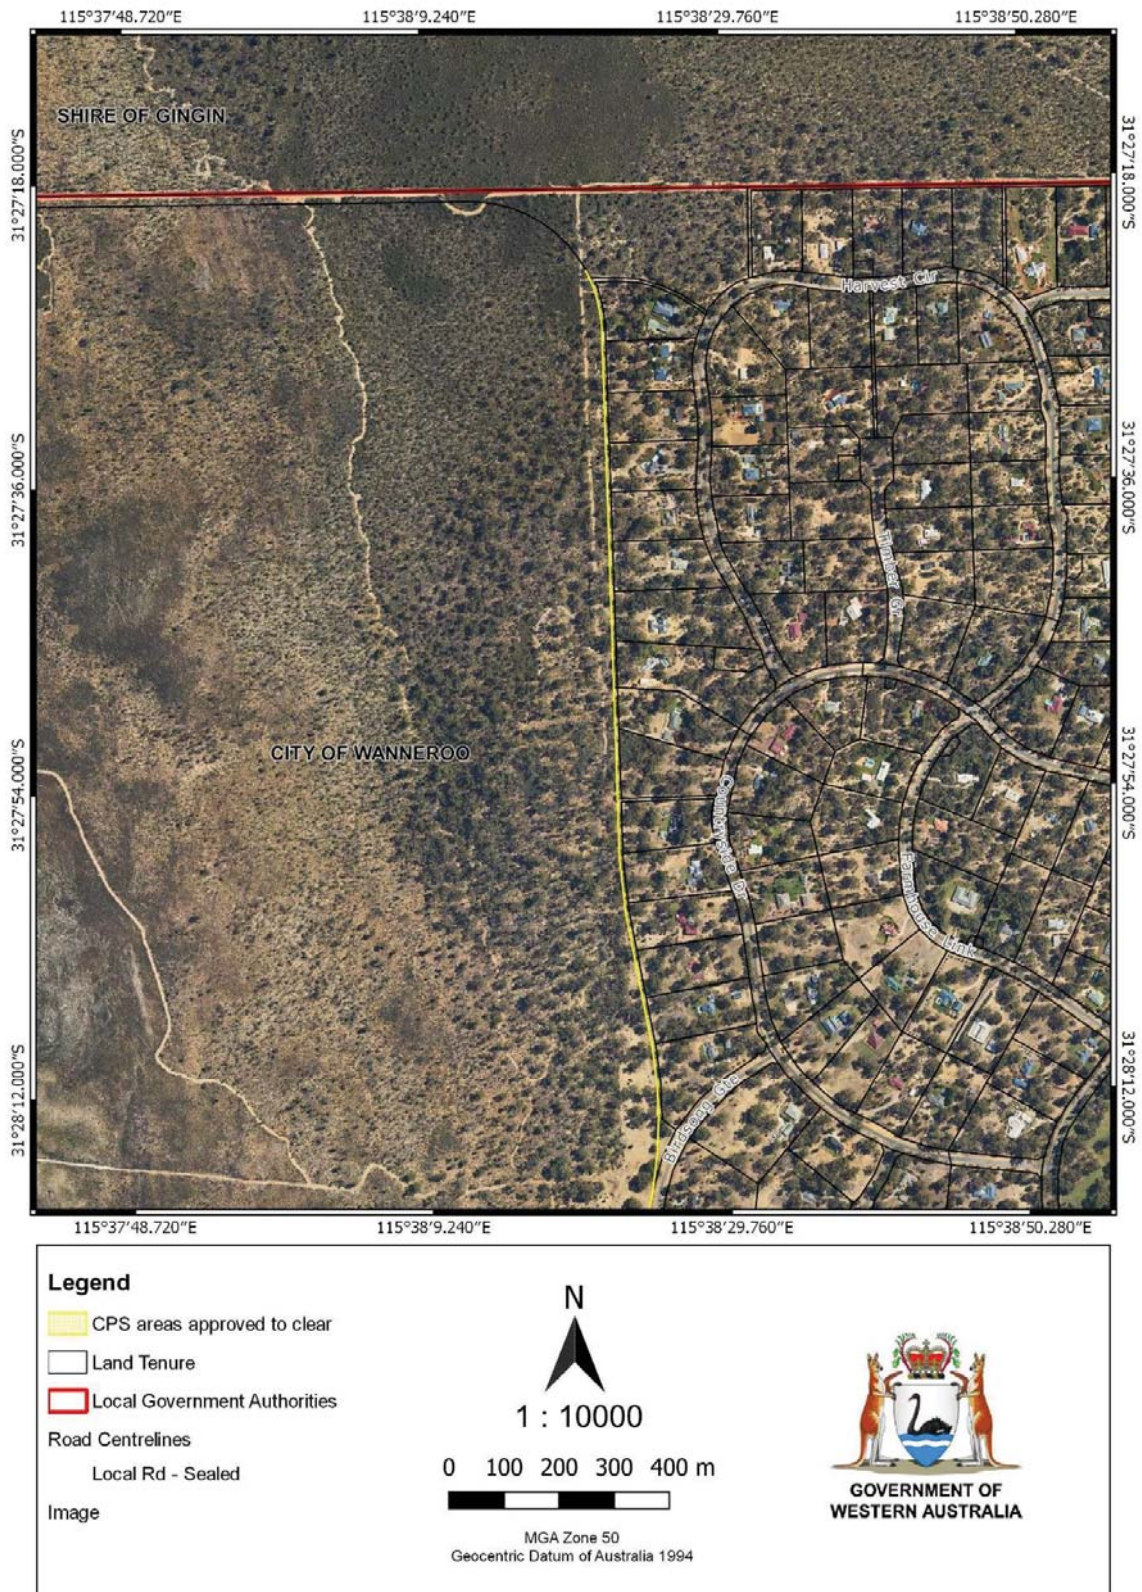 115°37'48.720"E 115°38'9.240"E 115°38'29.760"E 115°38'50.280"E
SHIRE OF GINGIN
31°27'18.000"S
31°27'18.000"S
Harvest Cir
31°27'36.000"S
31°27'36.000"S
Timber Gr
CITY OF WANNEROO
31°27'54.000"S
31°27'54.000"S
Countryside Dr
Farmhouse Link
31°28'12.000"S
31°28'12.000"S
Birdsong Gte
115°37'48.720"E 115°38'9.240"E 115°38'29.760"E 115°38'50.280"E
Legend
CPS areas approved to clear
Land Tenure
Local Government Authorities
Road Centrelines
Local Rd - Sealed
Image
N
1 : 10000
0 100 200 300 400 m
MGA Zone 50
Geocentric Datum of Australia 1994
GOVERNMENT OF
WESTERN AUSTRALIA